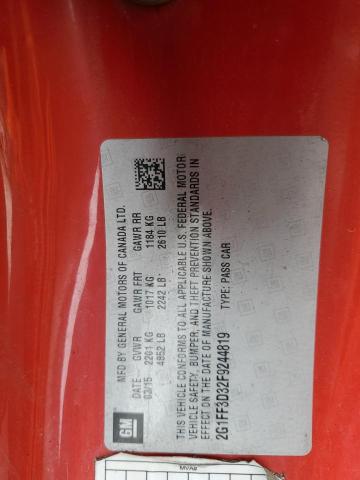 GM
MFD BY GENERAL MOTORS OF CANADA LTD.
DATE GVWR GAWR FRT GAWR RR
03/15 2201 KG 1017 KG 1184 KG
4852 LB 2242 LB 2610 LB
THIS VEHICLE CONFORMS TO ALL APPLICABLE U.S. FEDERAL MOTOR
VEHICLE SAFETY, BUMPER, AND THEFT PREVENTION STANDARDS IN
EFFECT ON THE DATE OF MANUFACTURE SHOWN ABOVE.
2G1FF3D32F9244819 TYPE: PASS CAR